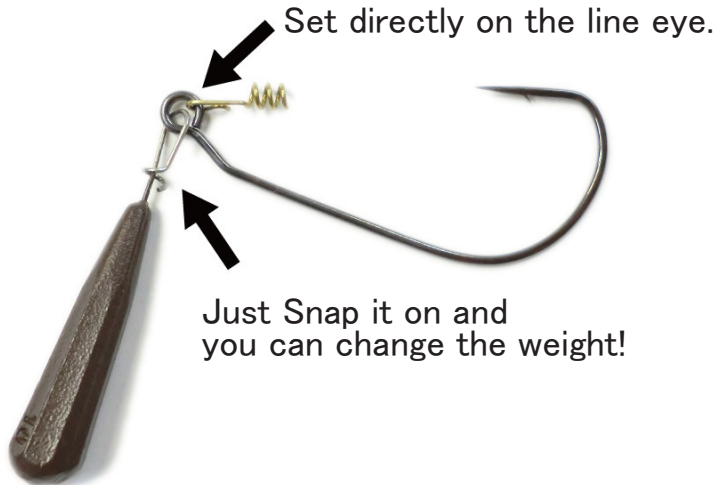 Set directly on the line eye.
Just Snap it on and
you can change the weight!